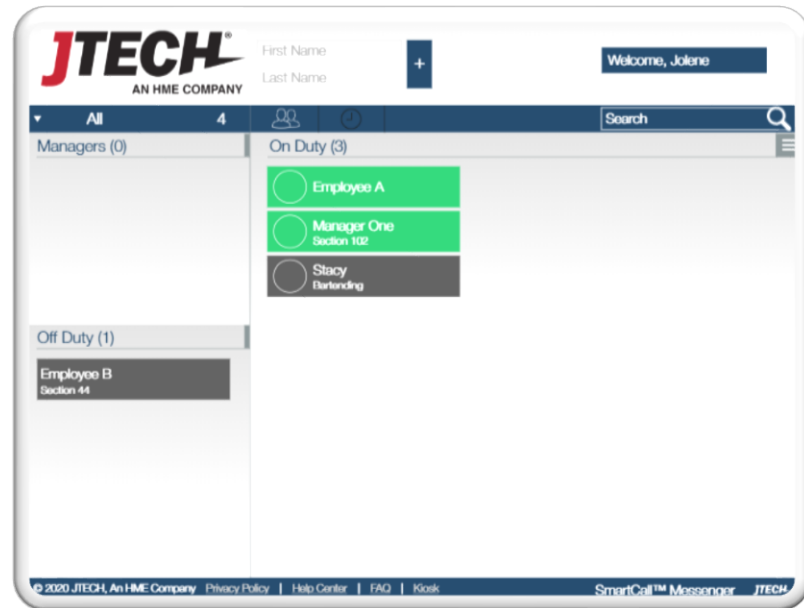 JTECH®
AN HME COMPANY
First Name
Last Name
+
Welcome, Jolene
All 4
Search
Managers (0)
On Duty (3)
Employee A
Manager One
Section 102
Stacy
Bartending
Off Duty (1)
Employee B
Section 44
© 2020 JTECH, An HME Company Privacy Policy | Help Center | FAQ | Kiosk SmartCall™ Messenger JTECH